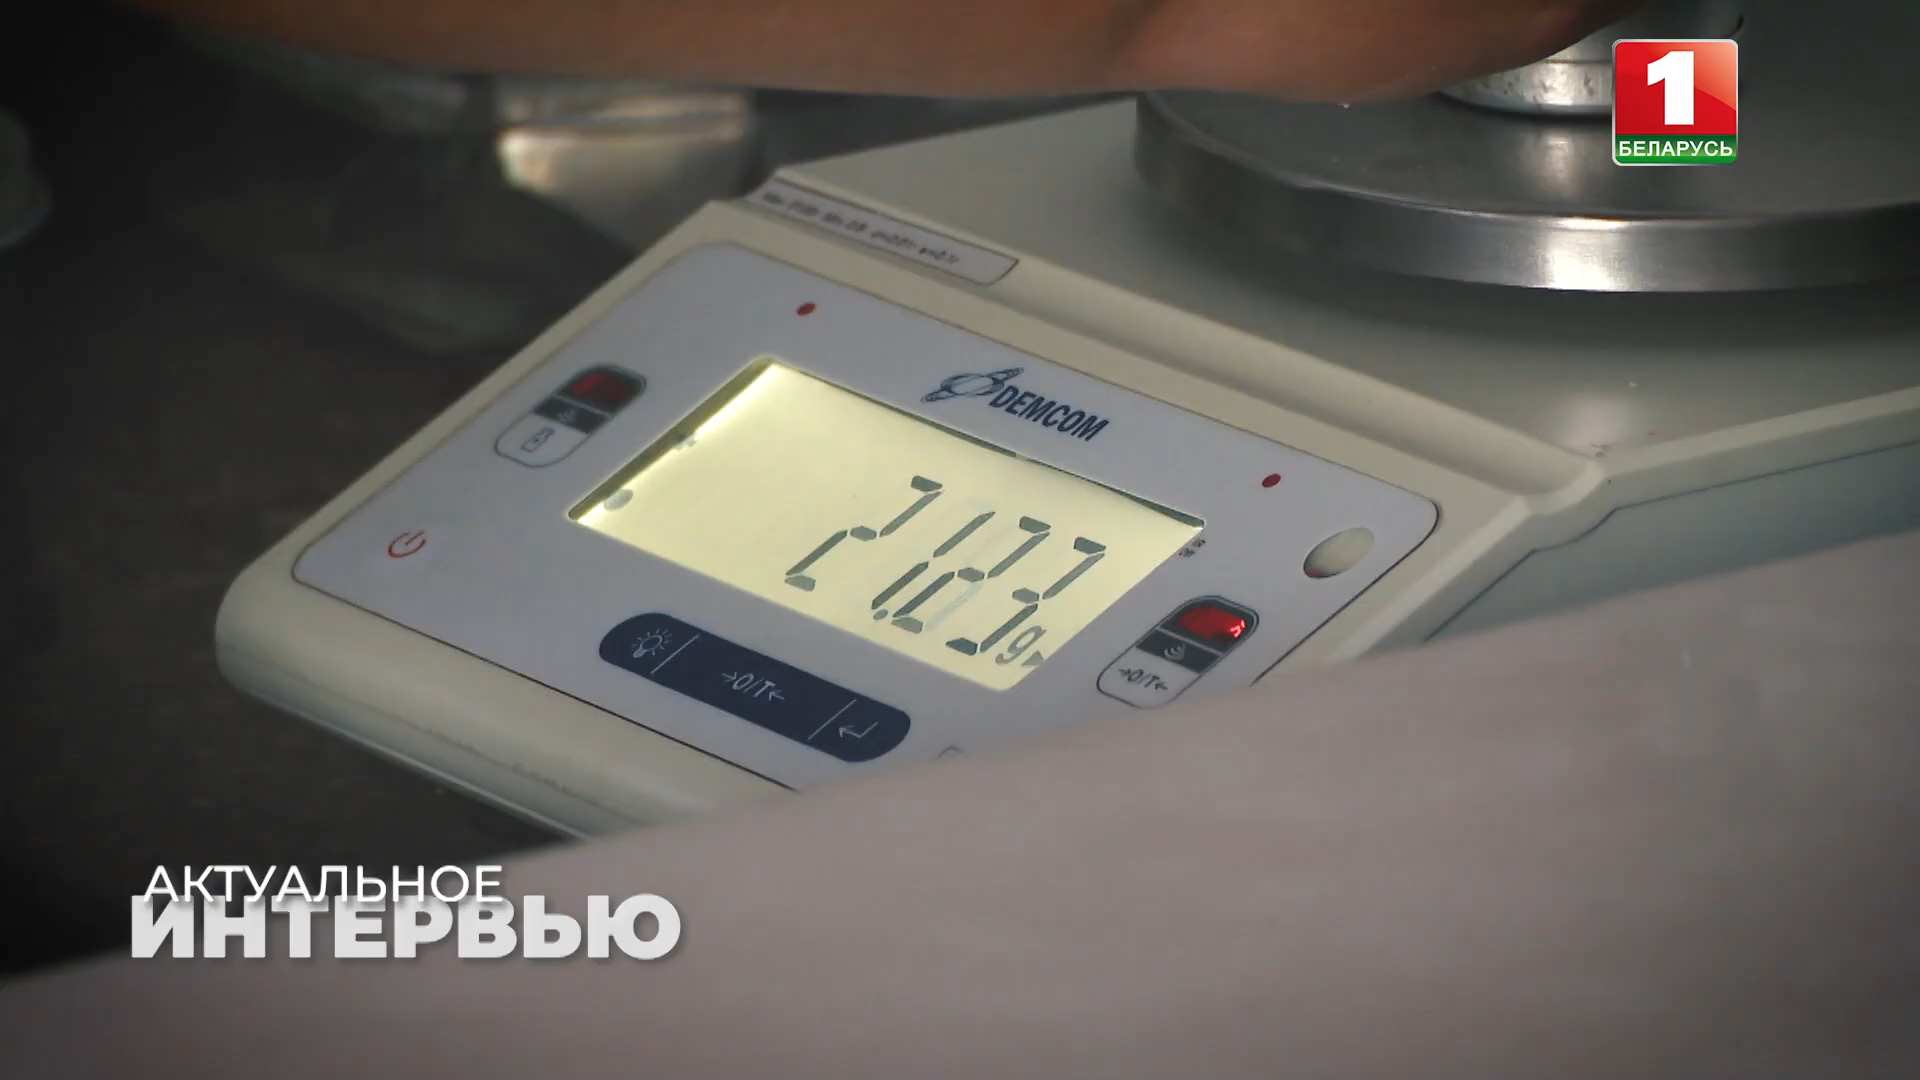 1
БЕЛАРУСЬ
DEMCOM
g
→0/T←
→0/T←
АКТУАЛЬНОЕ
ИНТЕРВЬЮ